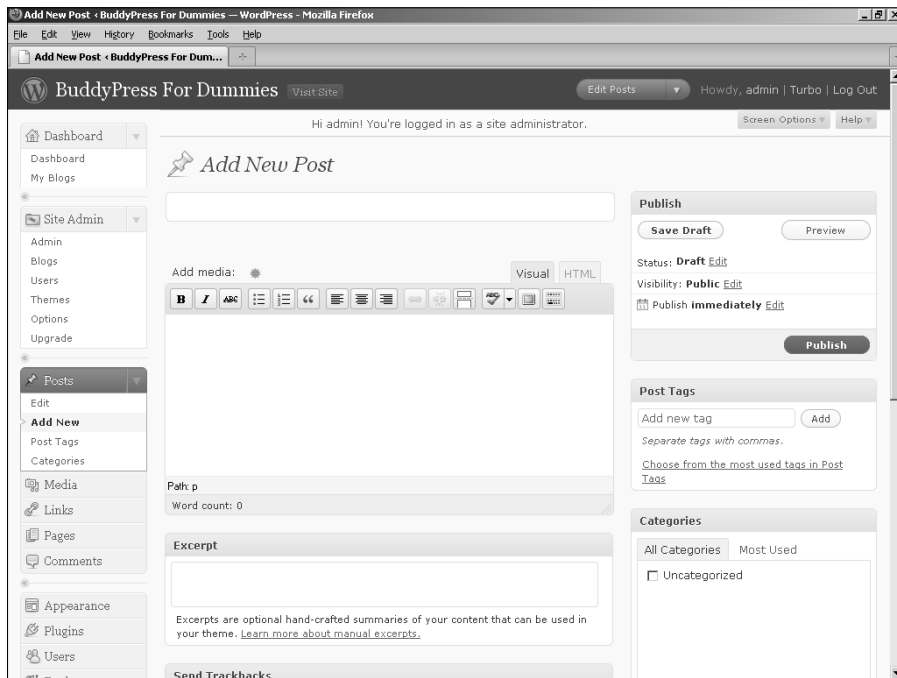 Add New Post ‹ BuddyPress For Dummies — WordPress - Mozilla Firefox
File Edit View History Bookmarks Tools Help
Add New Post ‹ BuddyPress For Dum...
BuddyPress For Dummies Visit Site Edit Posts Howdy, admin | Turbo | Log Out
Hi admin! You're logged in as a site administrator. Screen Options Help
Dashboard
Dashboard
My Blogs
Site Admin
Admin
Blogs
Users
Themes
Options
Upgrade
Posts
Edit
Add New
Post Tags
Categories
Media
Links
Pages
Comments
Appearance
Plugins
Users
Add New Post
Add media: Visual HTML
B I ABC ABC
Path: p
Word count: 0
Excerpt
Excerpts are optional hand-crafted summaries of your content that can be used in
your theme. Learn more about manual excerpts.
Send Trackbacks
Publish
Save Draft Preview
Status: Draft Edit
Visibility: Public Edit
Publish immediately Edit
Publish
Post Tags
Add new tag Add
Separate tags with commas.
Choose from the most used tags in Post
Tags
Categories
All Categories Most Used
Uncategorized